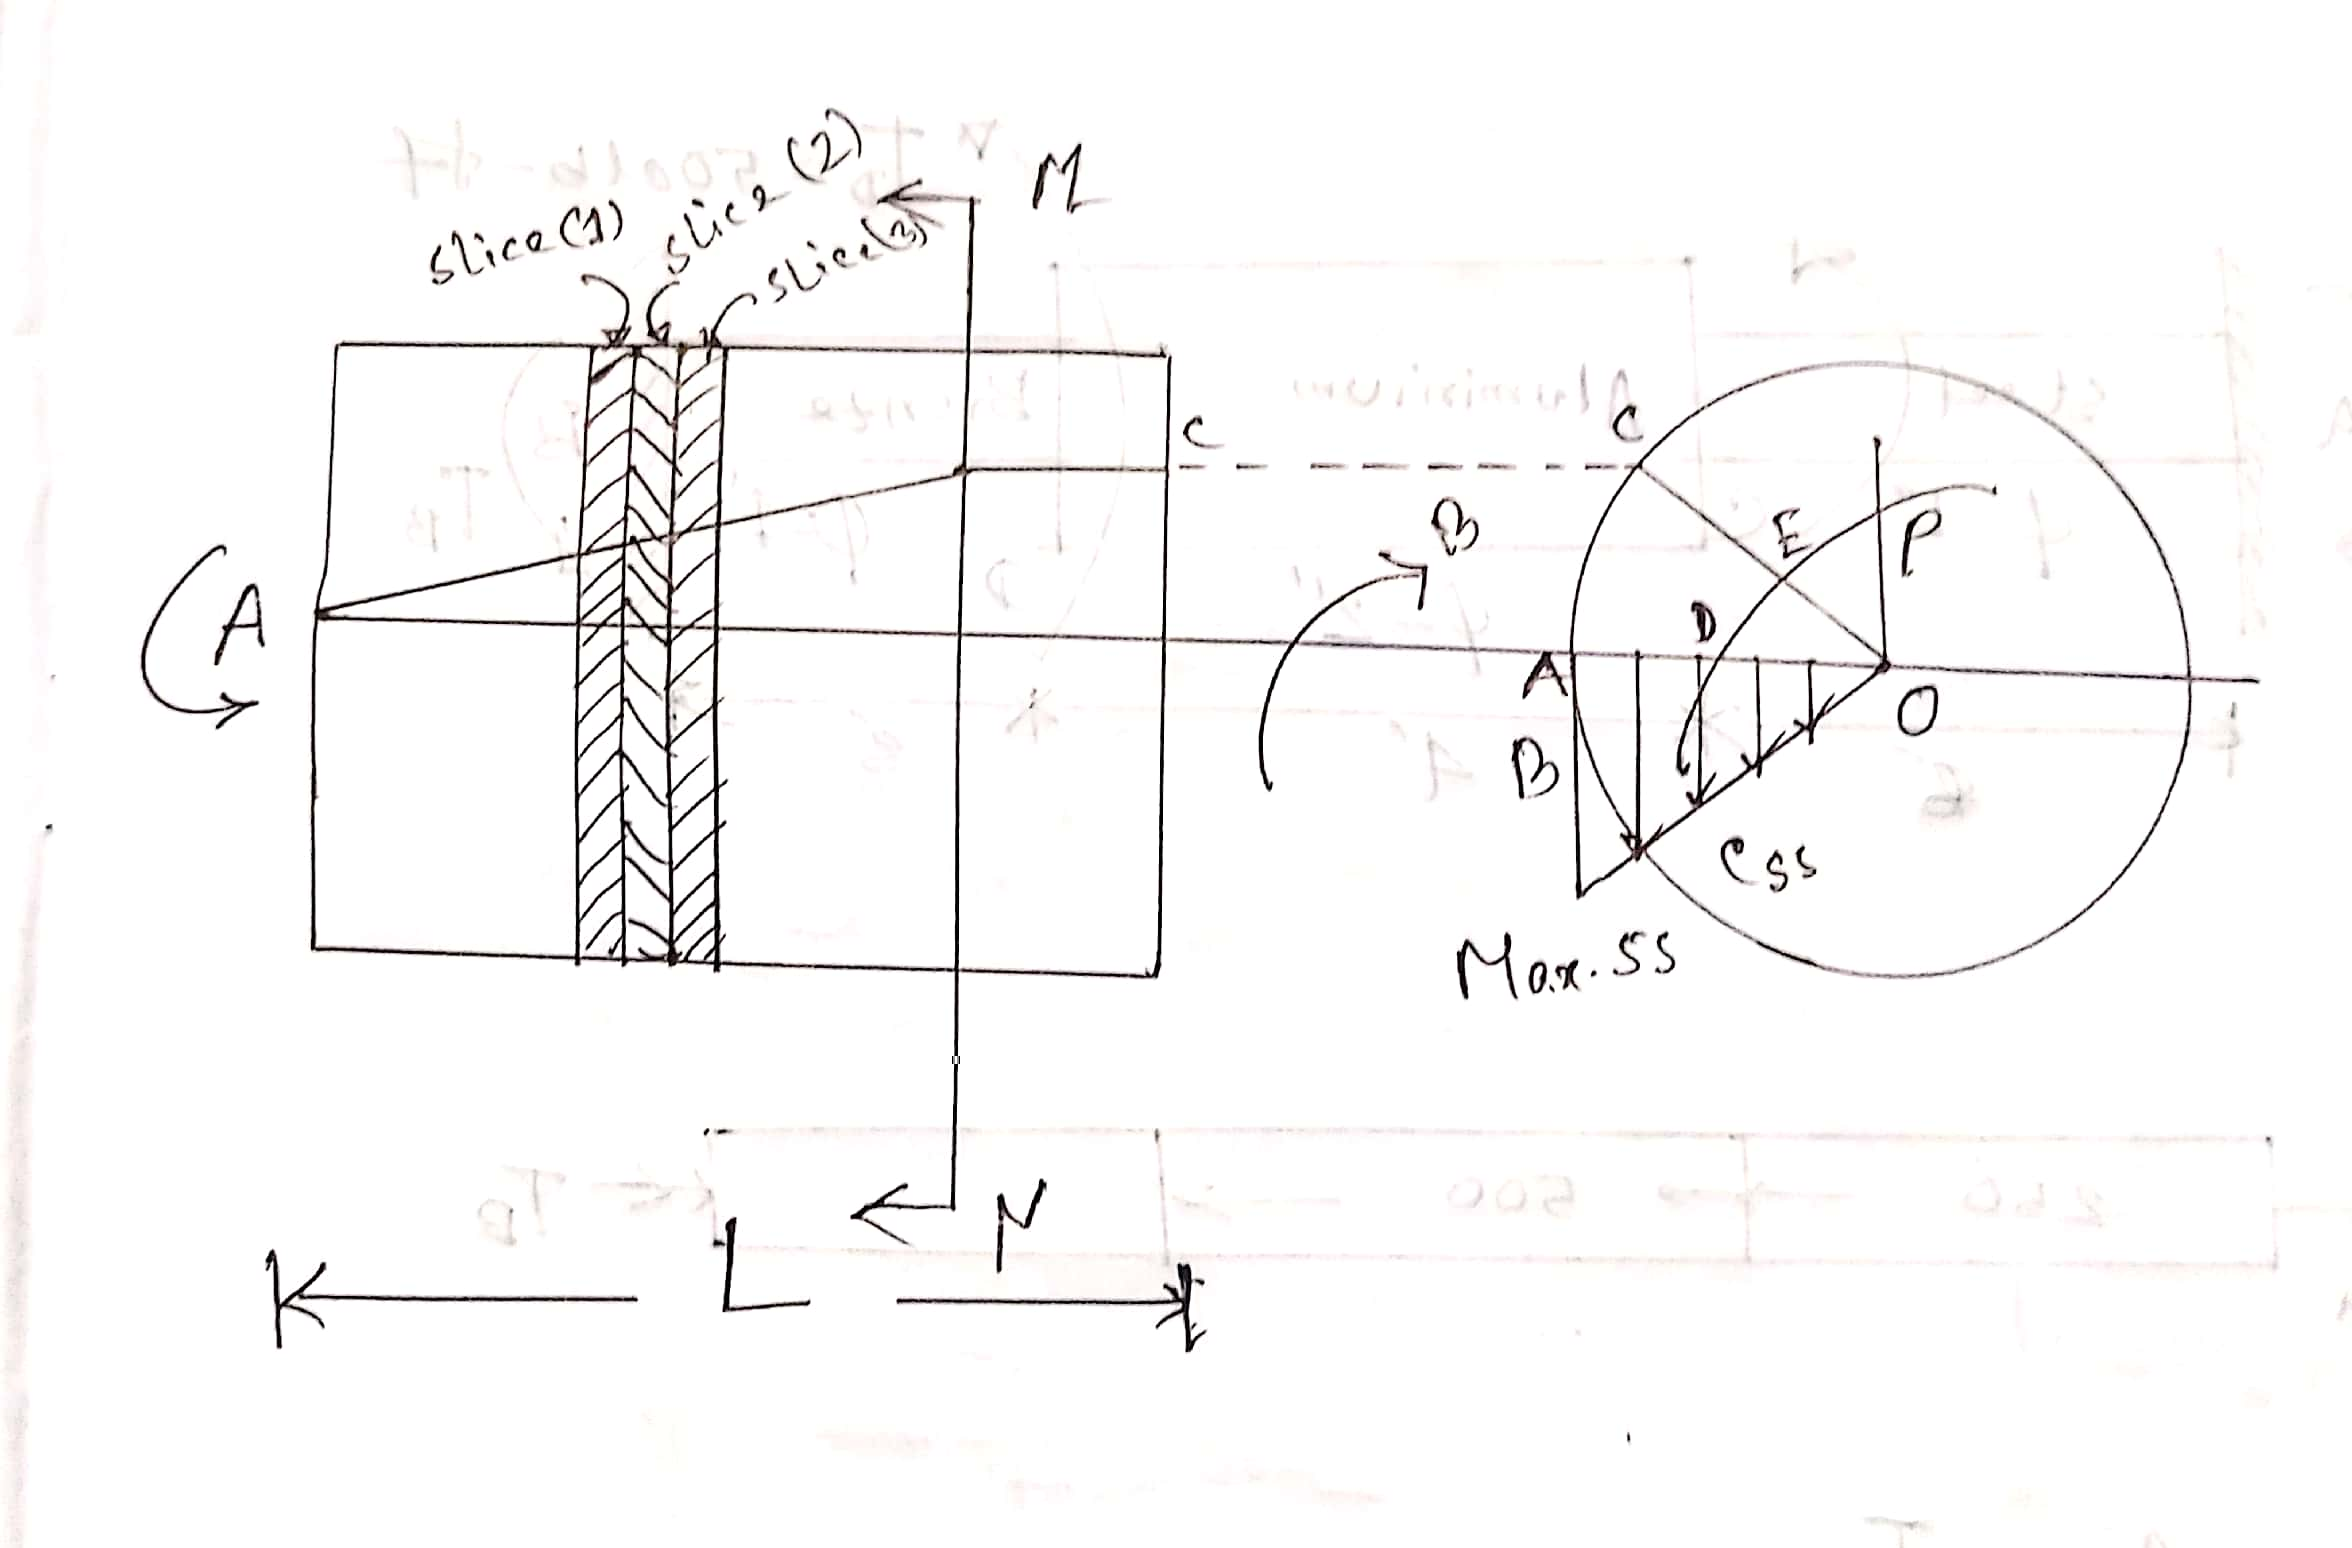 slice (1)
slice (2)
slice (3)
M
A
C
B
C
E
P
D
A
O
B
Css
Max. SS
N
L